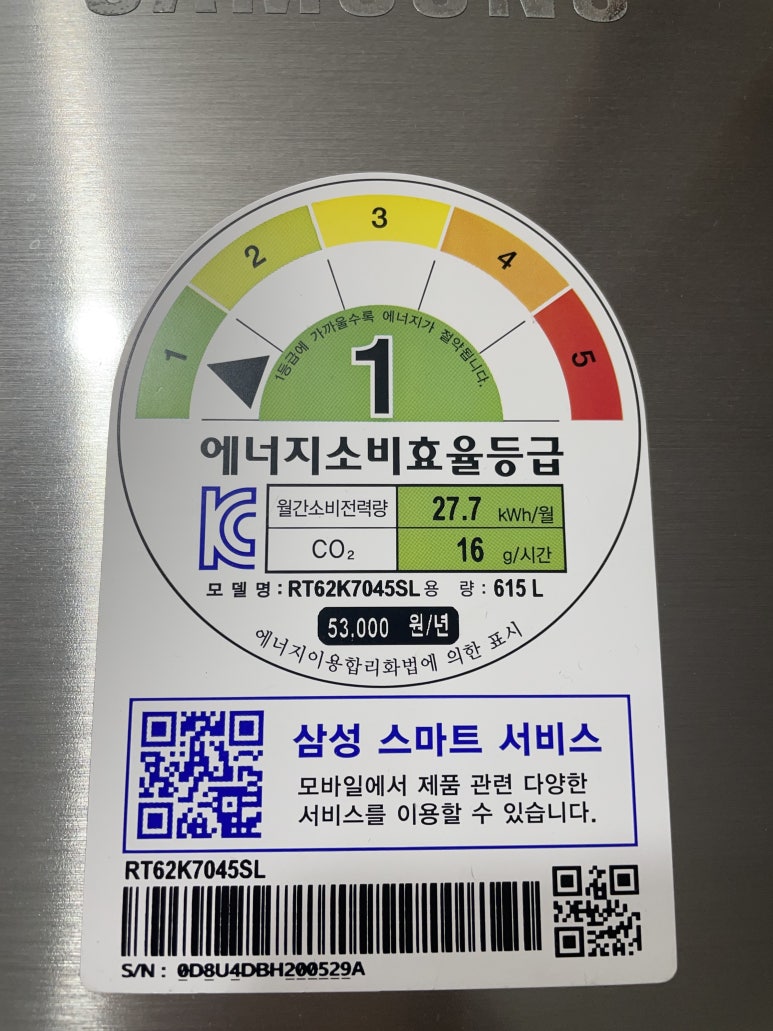 SAMSUNG
1 2 3 4 5
1등급에 가까울수록 에너지가 절약됩니다.
1
에너지소비효율등급
월간소비전력량 27.7 kWh/월
CO₂ 16 g/시간
모 델 명 : RT62K7045SL 용 량 : 615 L
53,000 원/년
에너지이용합리화법에 의한 표시
삼성 스마트 서비스
모바일에서 제품 관련 다양한
서비스를 이용할 수 있습니다.
RT62K7045SL
S/N : 0D8U4DBH200529A